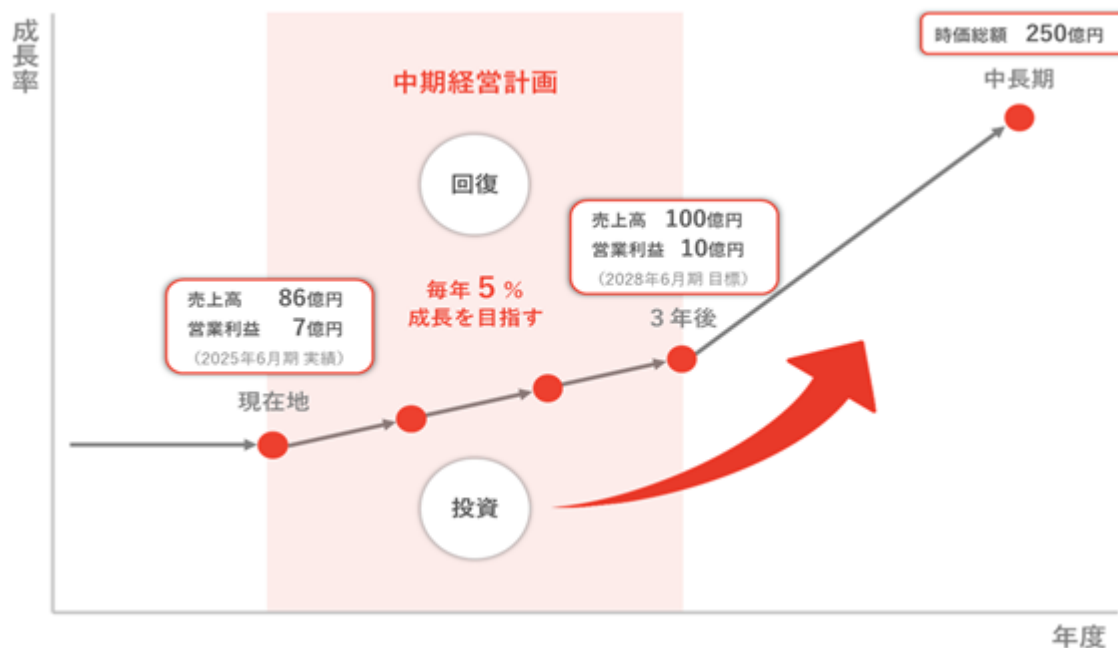 成長率
時価総額 250億円
中長期
中期経営計画
回復
売上高 100億円
営業利益 10億円
（2028年6月期 目標）
3年後
毎年 5 %
成長を目指す
売上高 86億円
営業利益 7億円
（2025年6月期 実績）
現在地
投資
年度